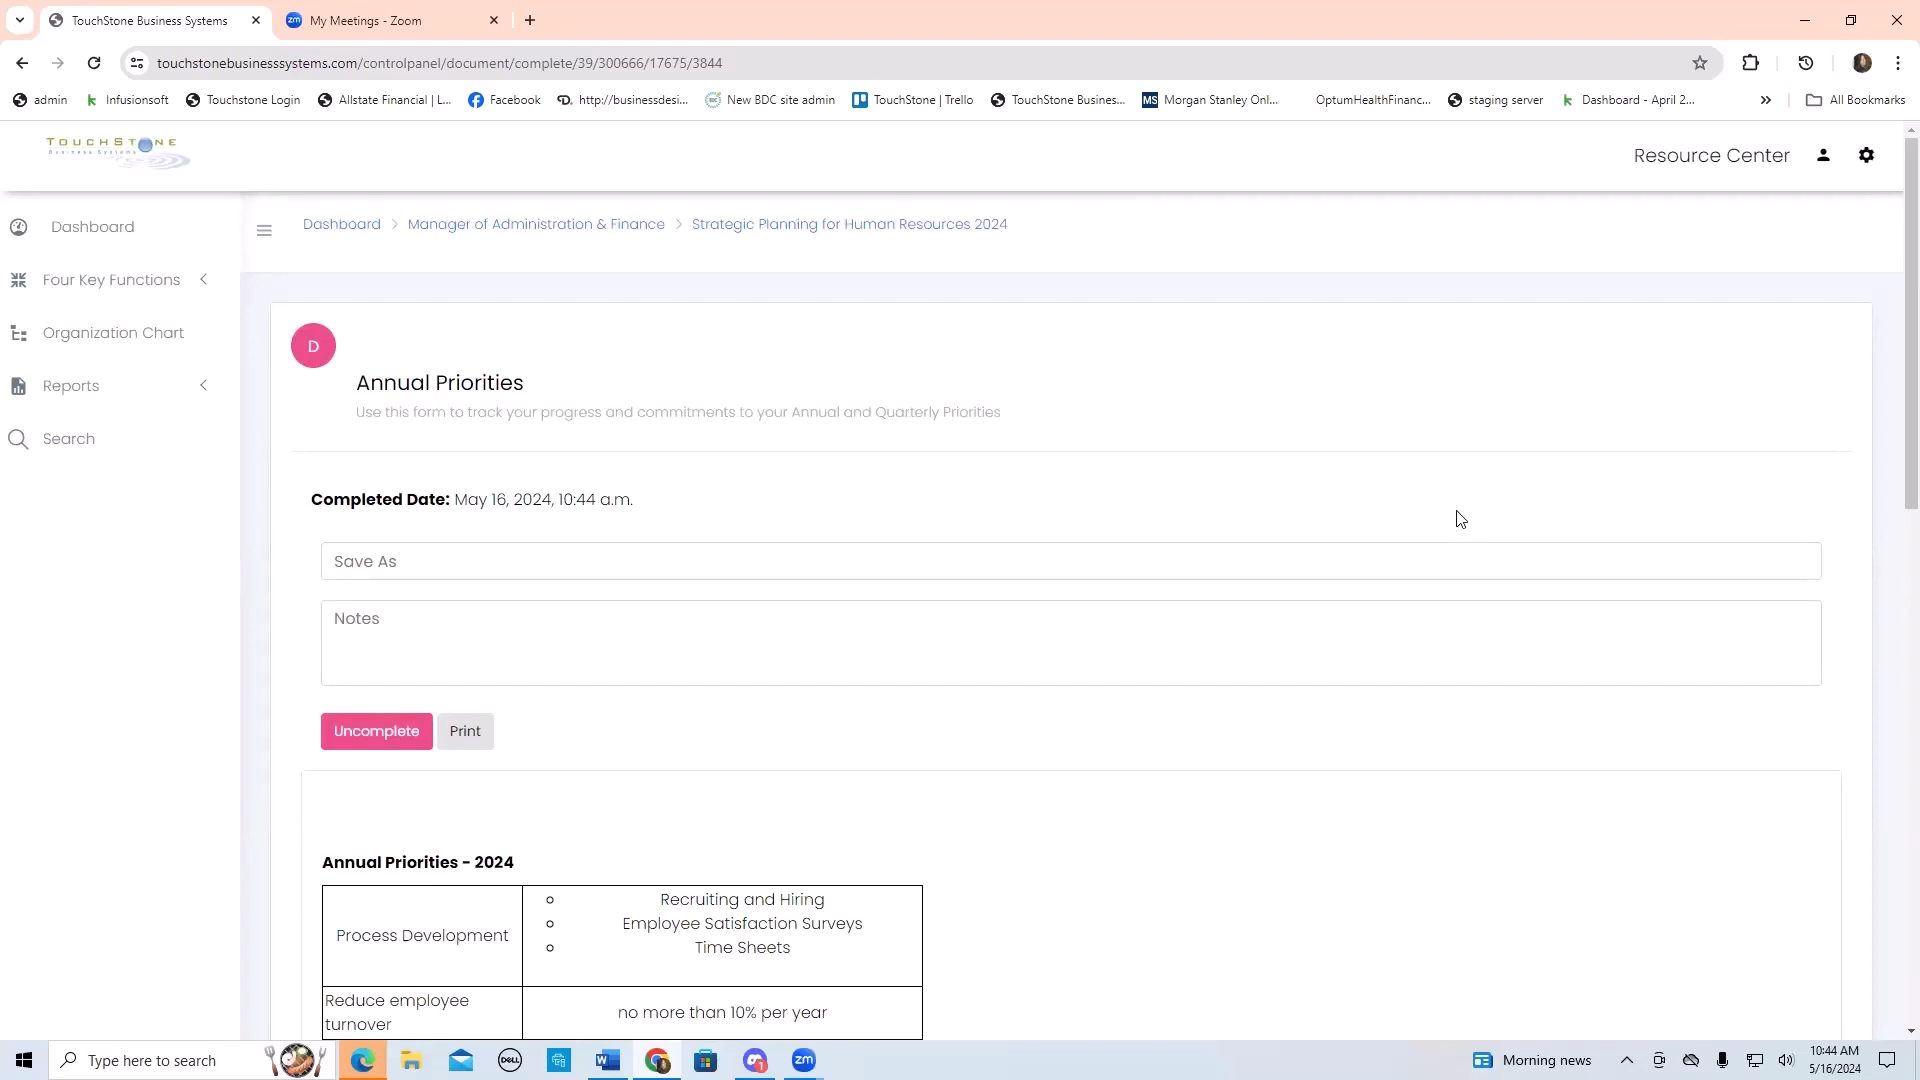 TouchStone Business Systems
My Meetings - Zoom
touchstonebusinesssystems.com/controlpanel/document/complete/39/300666/17675/3844
admin
Infusionsoft
Touchstone Login
Allstate Financial | L...
Facebook
http://businessdesi...
New BDC site admin
TouchStone | Trello
TouchStone Busines...
MS Morgan Stanley Onl...
OptumHealthFinanc...
staging server
Dashboard - April 2...
All Bookmarks
TOUCHSTONE
Business Systems
Resource Center
Dashboard
Four Key Functions
Organization Chart
Reports
Search
Dashboard > Manager of Administration & Finance > Strategic Planning for Human Resources 2024
D
Annual Priorities
Use this form to track your progress and commitments to your Annual and Quarterly Priorities
Completed Date: May 16, 2024, 10:44 a.m.
Save As
Notes
Uncomplete
Print
Annual Priorities - 2024
Process Development
Recruiting and Hiring
Employee Satisfaction Surveys
Time Sheets
Reduce employee
turnover
no more than 10% per year
Type here to search
DELL
W
zm
Morning news
10:44 AM
5/16/2024